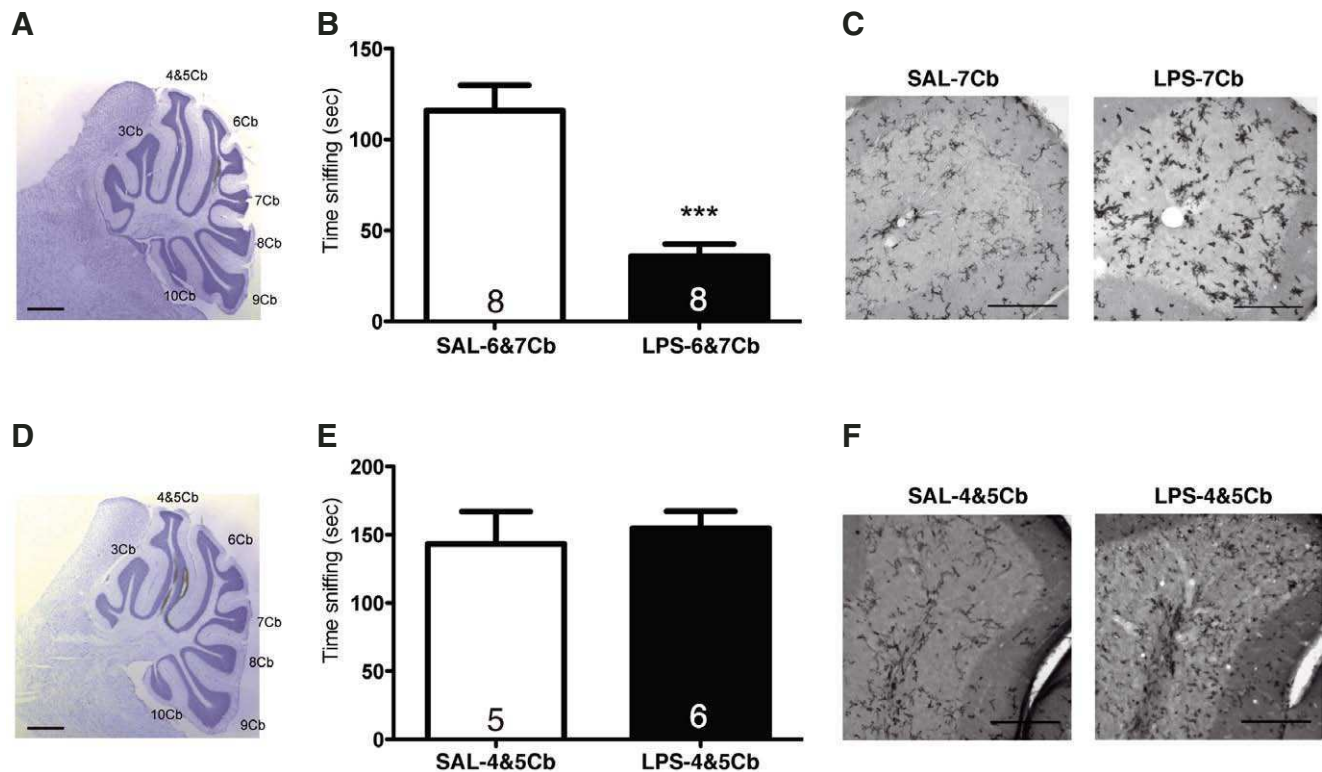 A
4&5Cb
3Cb
6Cb
7Cb
8Cb
10Cb
9Cb
B
150
100
50
0
Time sniffing (sec)
***
8
8
SAL-6&7Cb
LPS-6&7Cb
C
SAL-7Cb
LPS-7Cb
D
4&5Cb
3Cb
6Cb
7Cb
8Cb
10Cb
9Cb
E
200
150
100
50
0
Time sniffing (sec)
5
6
SAL-4&5Cb
LPS-4&5Cb
F
SAL-4&5Cb
LPS-4&5Cb